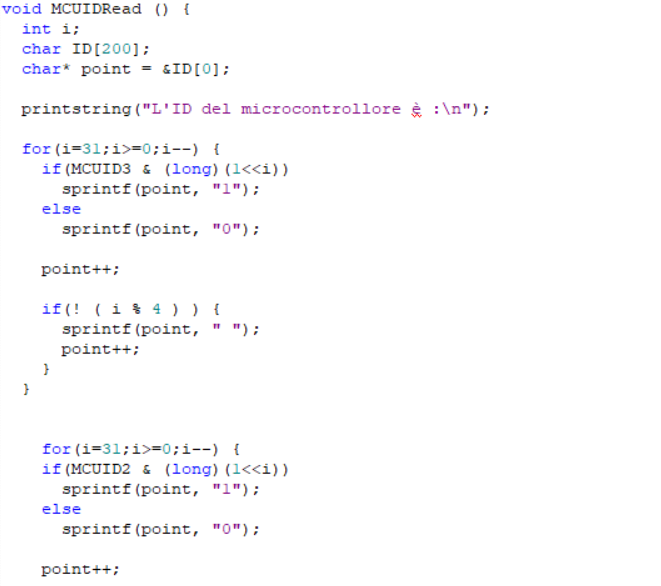 void MCUIDRead () {
int i;
char ID[200];
char* point = &ID[0];
printstring("L'ID del microcontrollore è :\n");
for(i=31;i>=0;i--) {
if(MCUID3 & (long)(1<<i))
sprintf(point, "1");
else
sprintf(point, "0");
point++;
if(! ( i % 4 ) ) {
sprintf(point, " ");
point++;
}
}
for(i=31;i>=0;i--) {
if(MCUID2 & (long)(1<<i))
sprintf(point, "1");
else
sprintf(point, "0");
point++;